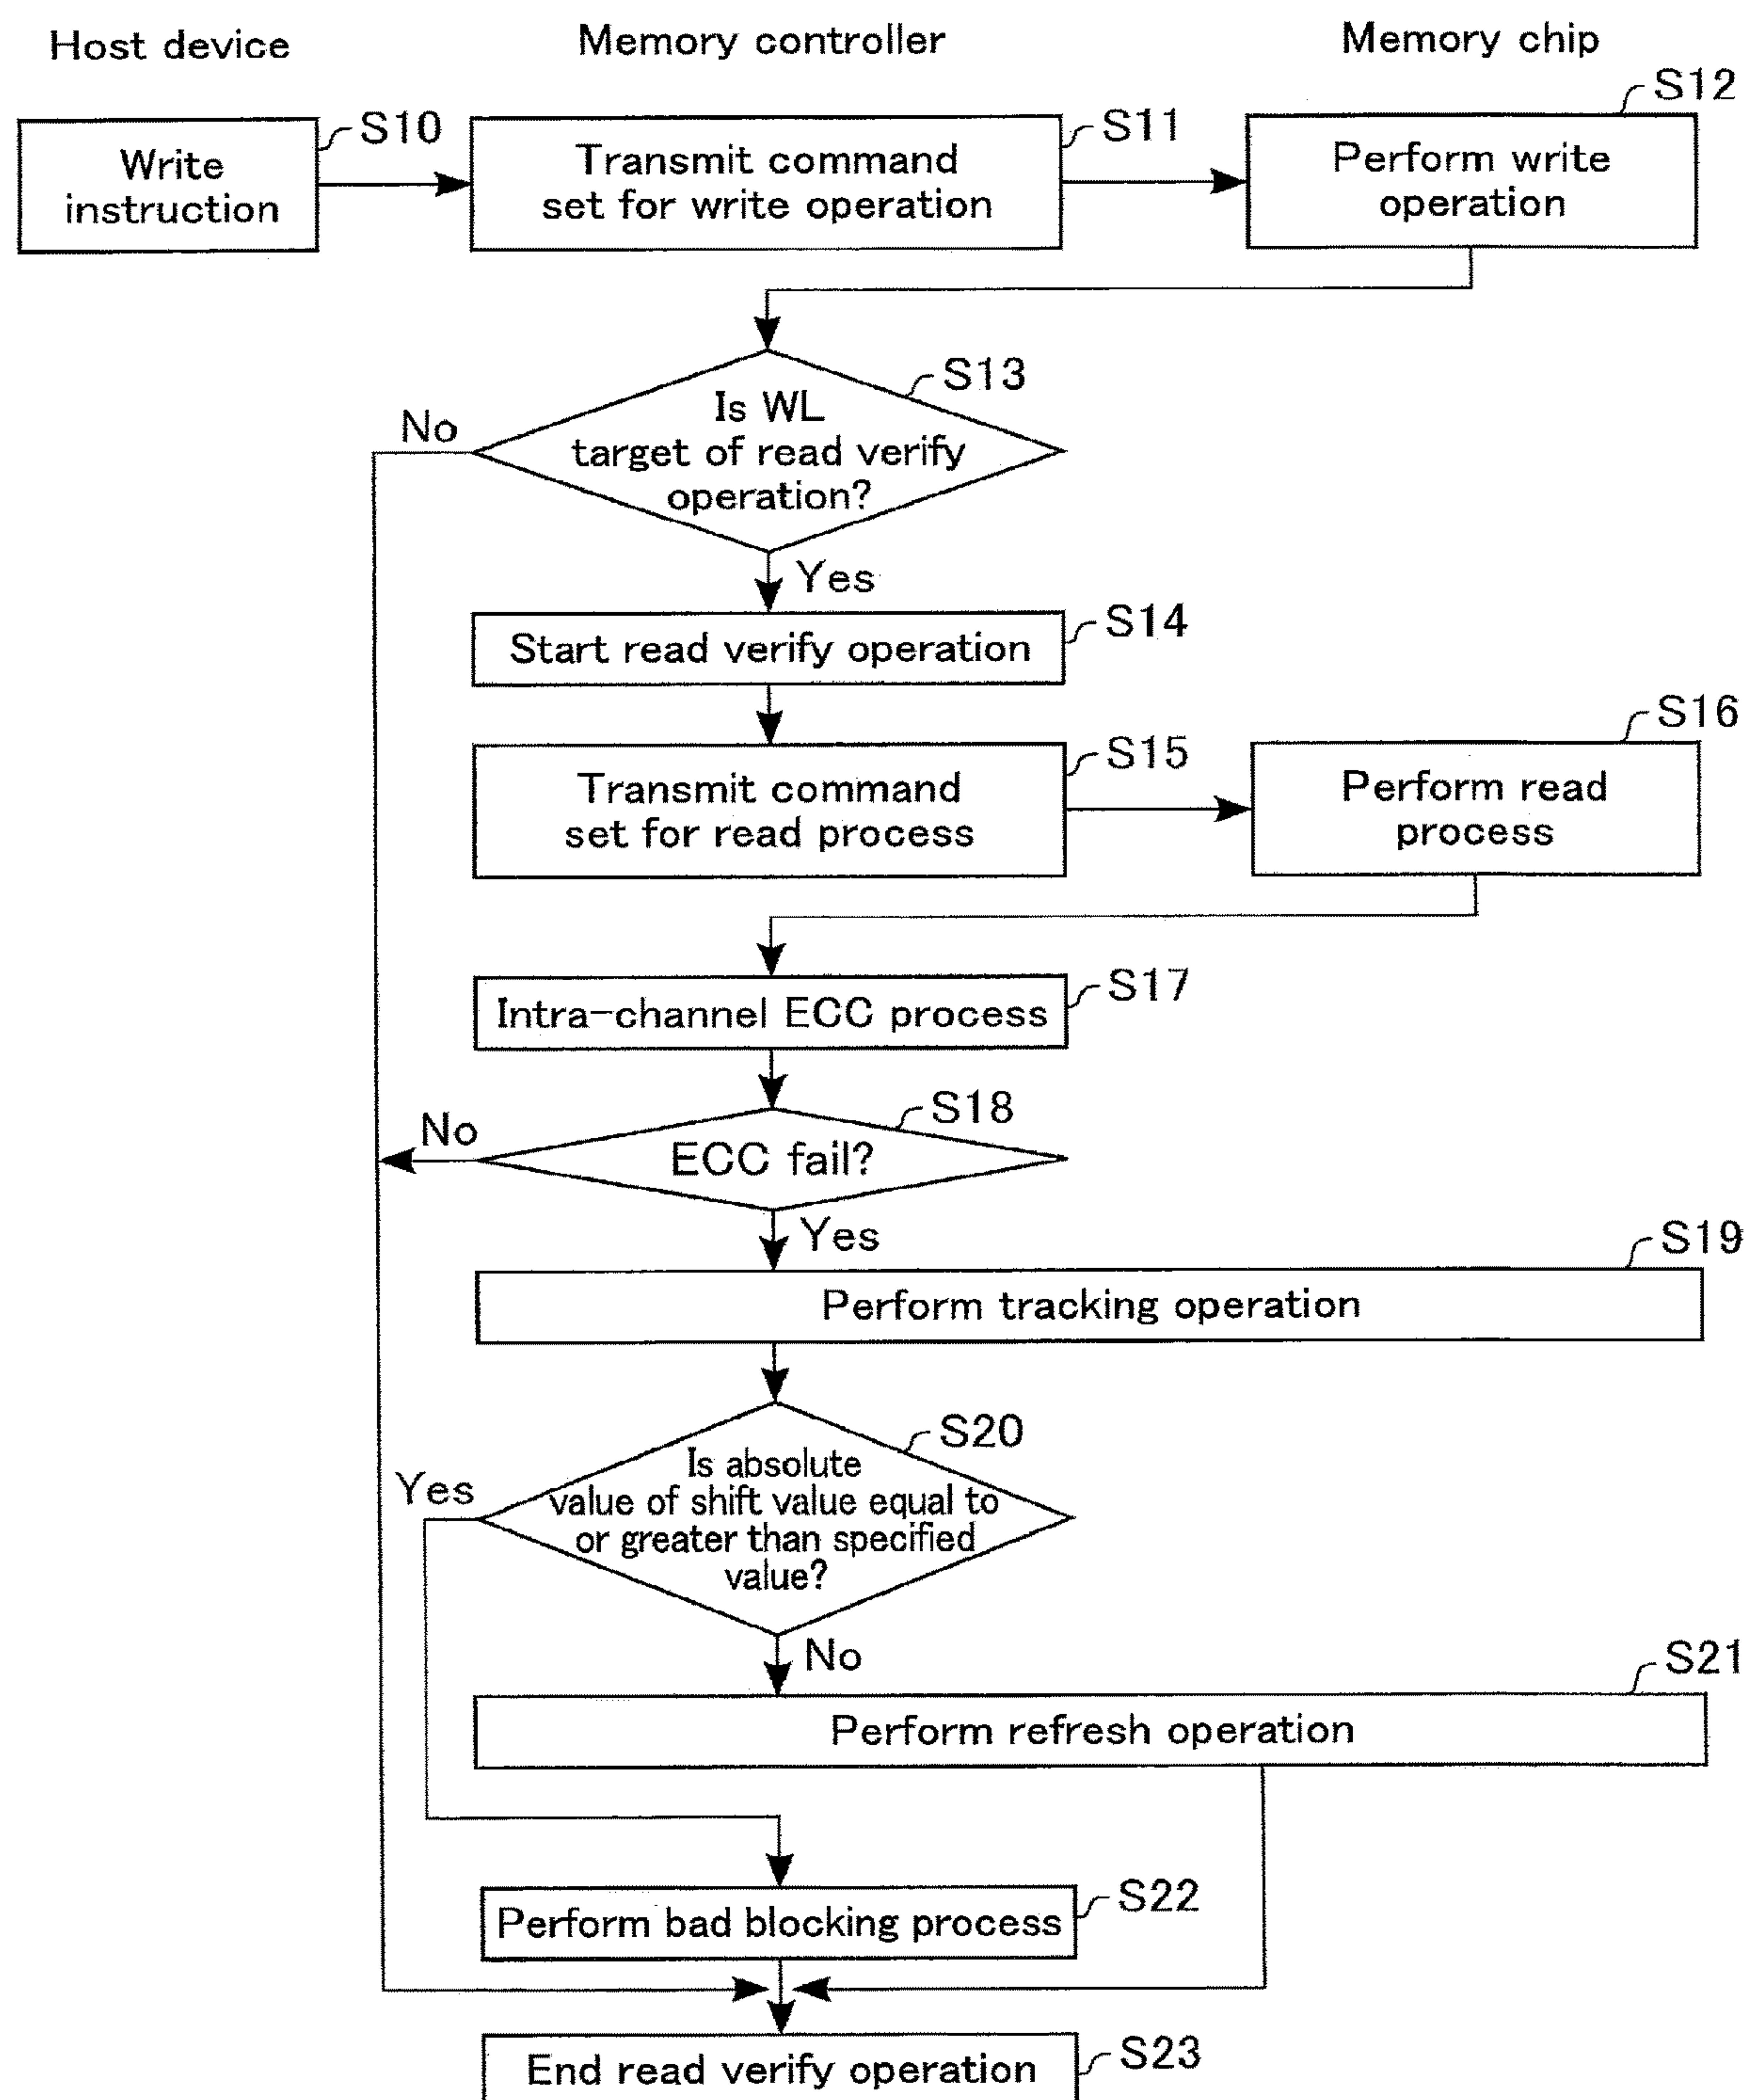 Host device
Memory controller
Memory chip
S10
S11
S12
Write
instruction
Transmit command
set for write operation
Perform write
operation
S13
Is WL
target of read verify
operation?
No
Yes
S14
Start read verify operation
S15
S16
Transmit command
set for read process
Perform read
process
S17
Intra-channel ECC process
S18
ECC fail?
No
Yes
S19
Perform tracking operation
S20
Is absolute
value of shift value equal to
or greater than specified
value?
Yes
No
S21
Perform refresh operation
S22
Perform bad blocking process
S23
End read verify operation